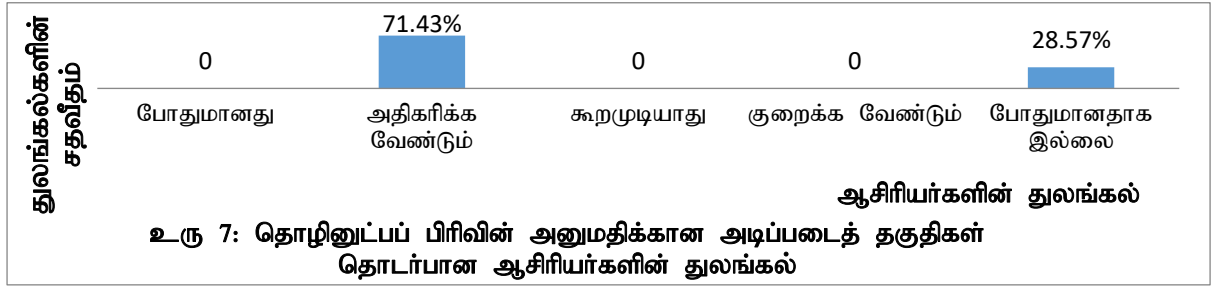 துலங்கல்களின்
சதவீதம்
0
71.43%
0
0
28.57%
போதுமானது
அதிகரிக்க
வேண்டும்
கூறமுடியாது
குறைக்க வேண்டும்
போதுமானதாக
இல்லை
ஆசிரியர்களின் துலங்கல்
உரு 7: தொழினுட்பப் பிரிவின் அனுமதிக்கான அடிப்படைத் தகுதிகள்
தொடர்பான ஆசிரியர்களின் துலங்கல்